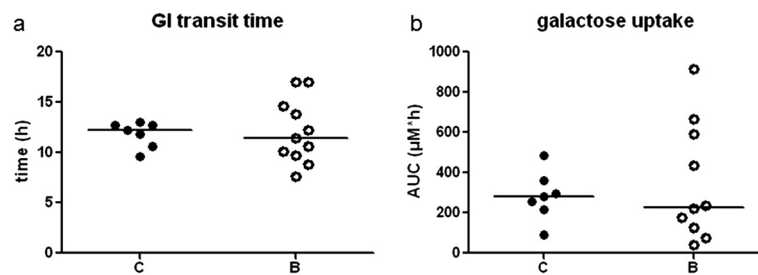 a GI transit time
time (h)
20
15
10
5
0
C B
b galactose uptake
AUC (µM*h)
1000
800
600
400
200
0
C B